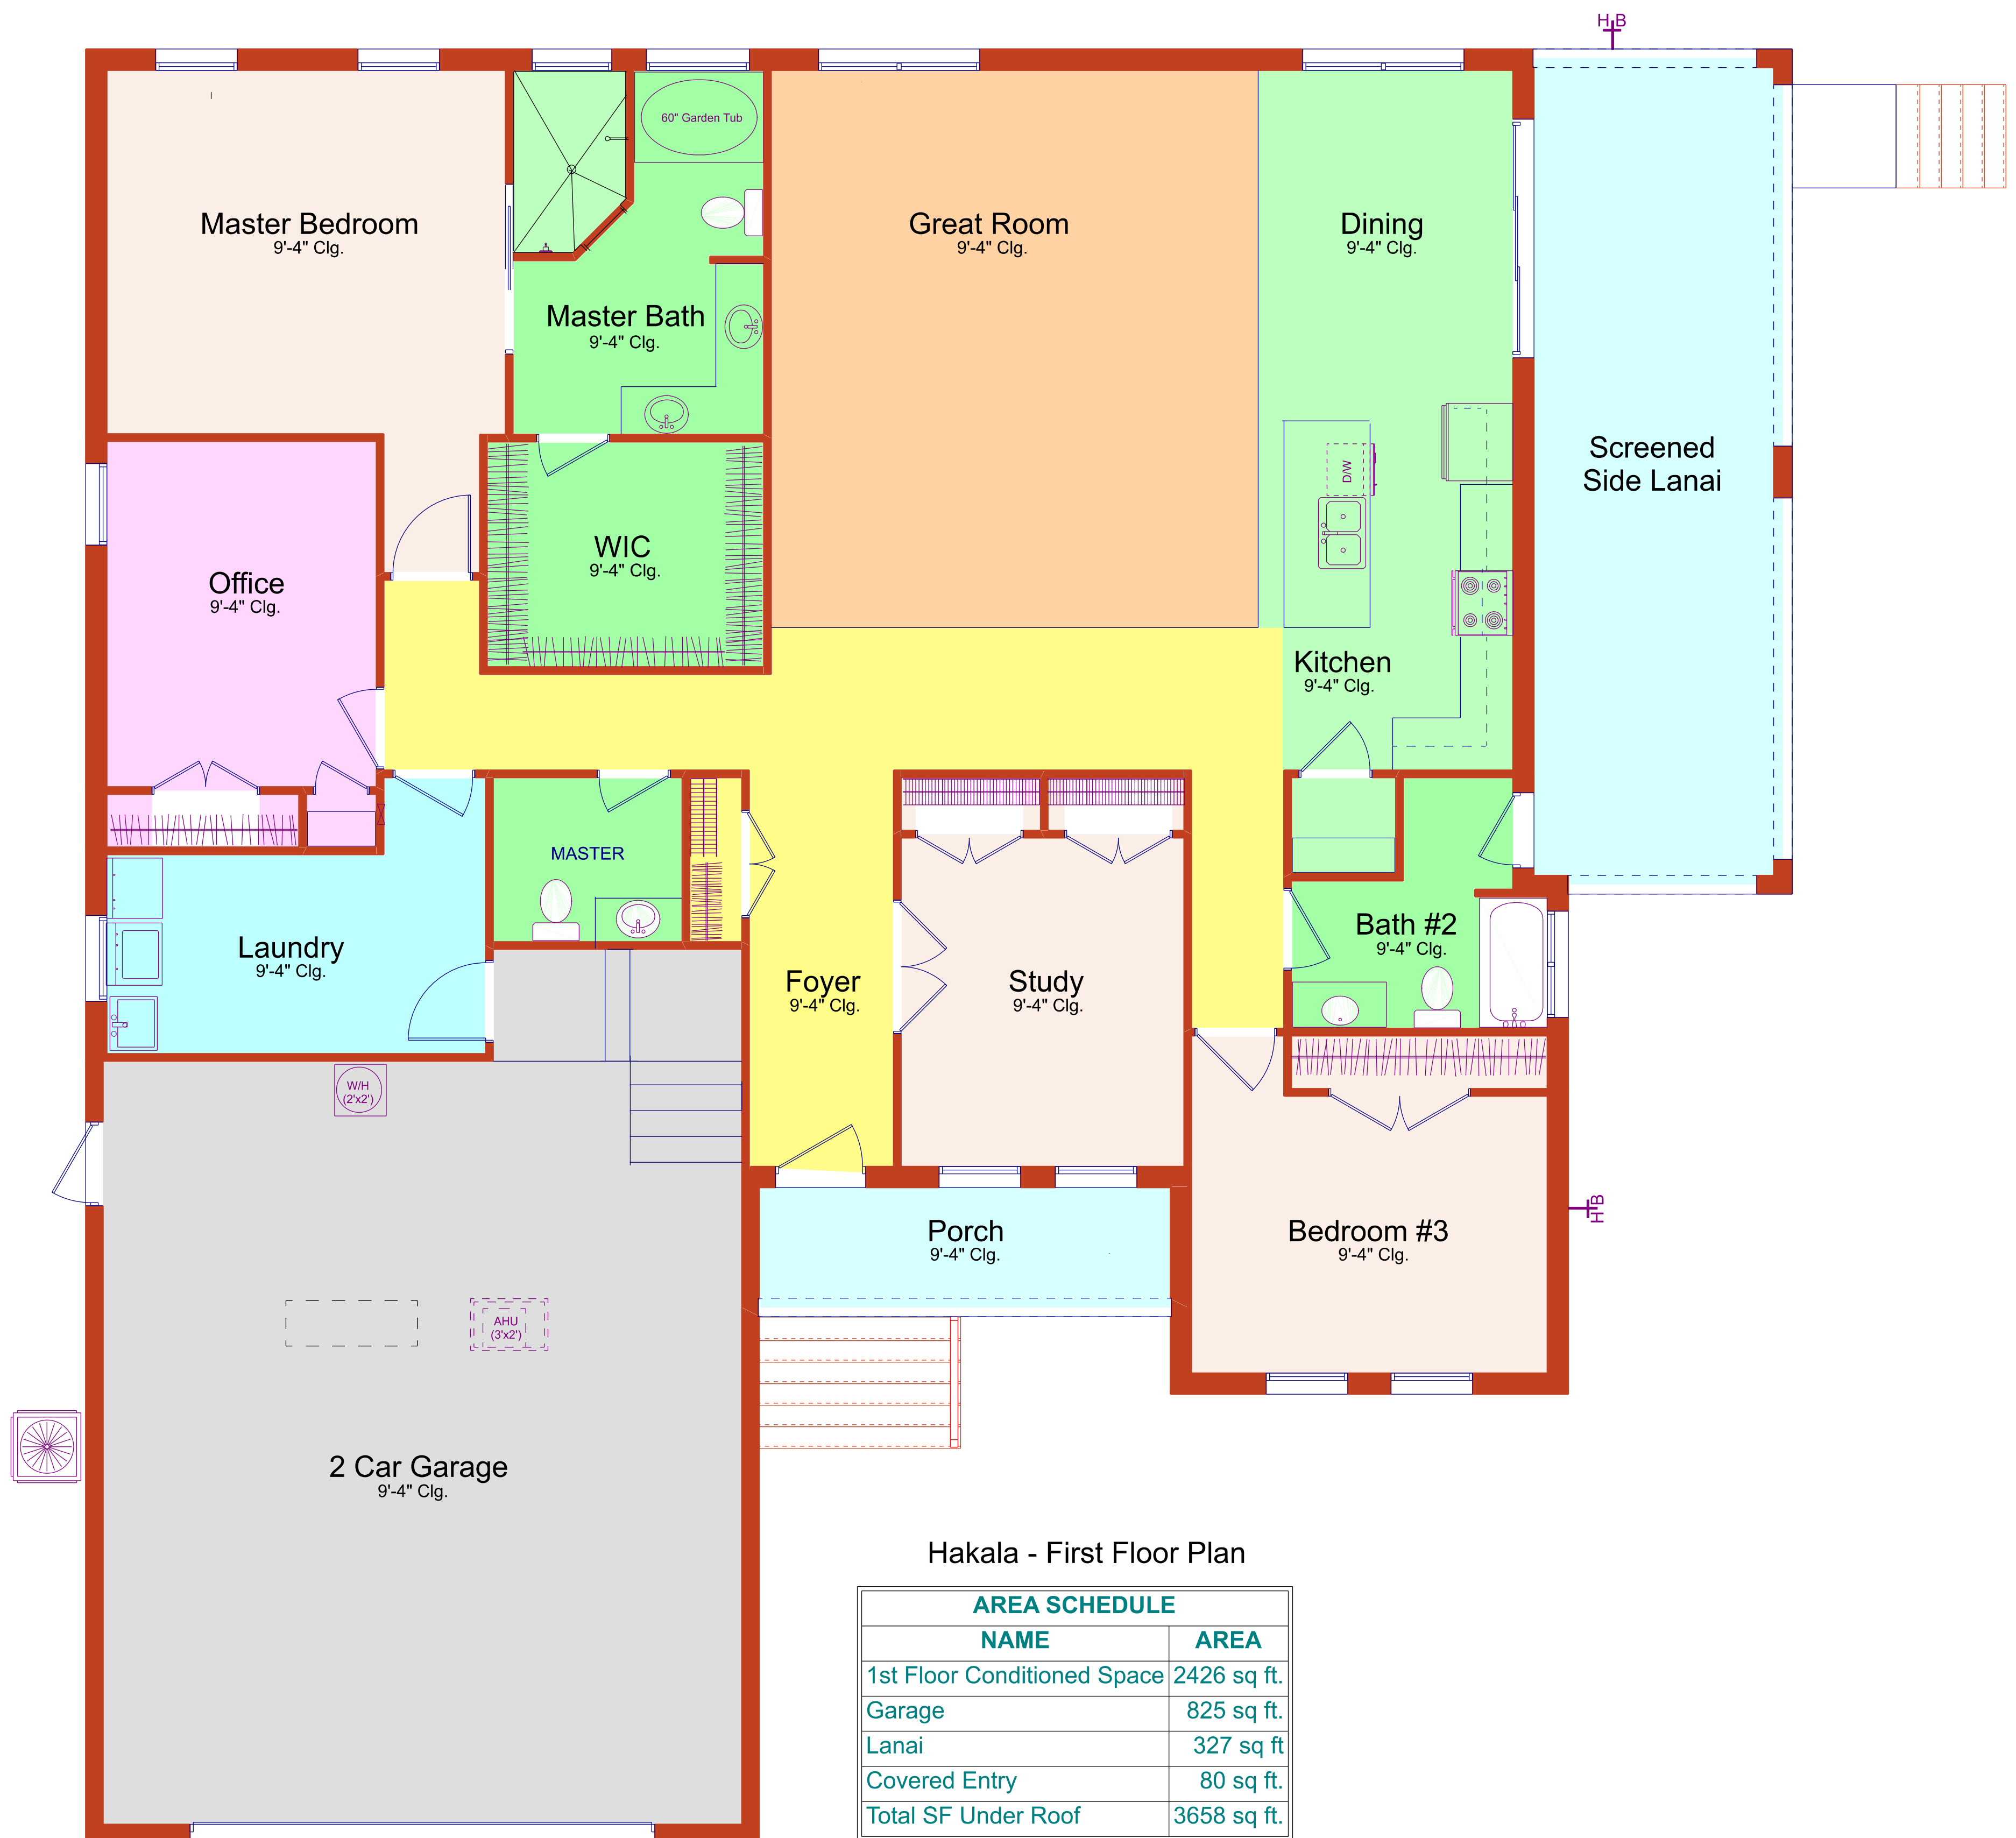 H B
60" Garden Tub
Master Bedroom
9'-4" Clg.
Great Room
9'-4" Clg.
Dining
9'-4" Clg.
Master Bath
9'-4" Clg.
Screened
Side Lanai
D/W
WIC
9'-4" Clg.
Office
9'-4" Clg.
Kitchen
9'-4" Clg.
MASTER
Laundry
9'-4" Clg.
Foyer
9'-4" Clg.
Study
9'-4" Clg.
Bath #2
9'-4" Clg.
W/H
(2'x2')
Porch
9'-4" Clg.
Bedroom #3
9'-4" Clg.
H B
AHU
(3'x2')
2 Car Garage
9'-4" Clg.
Hakala - First Floor Plan
AREA SCHEDULE
NAME AREA
1st Floor Conditioned Space 2426 sq ft.
Garage 825 sq ft.
Lanai 327 sq ft
Covered Entry 80 sq ft.
Total SF Under Roof 3658 sq ft.